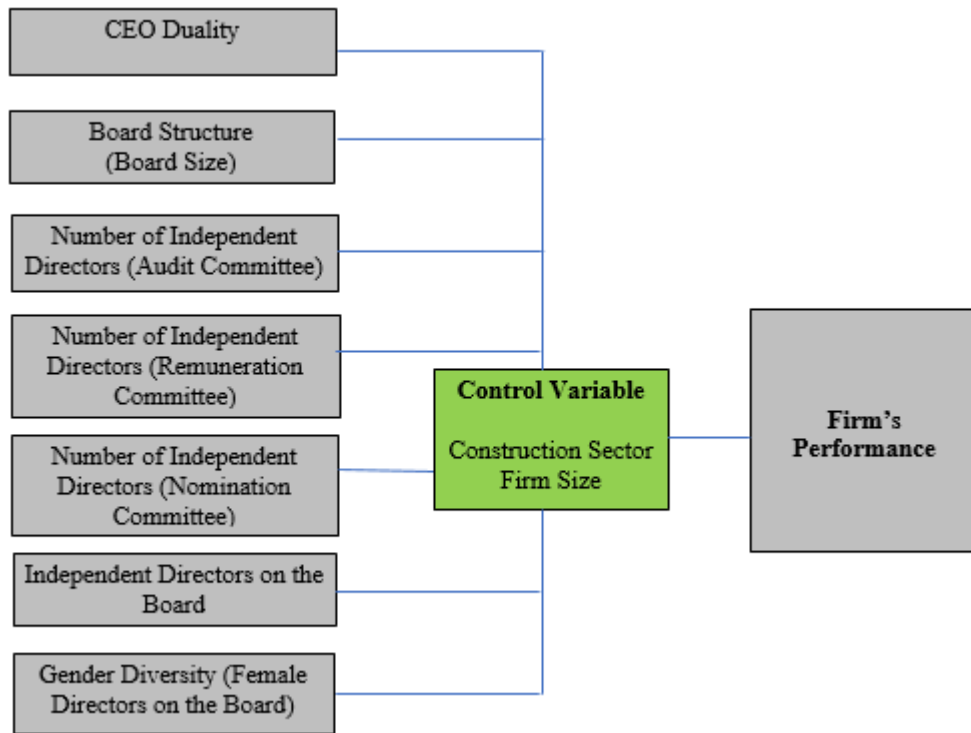 CEO Duality
Board Structure
(Board Size)
Number of Independent
Directors (Audit Committee)
Number of Independent
Directors (Remuneration
Committee)
Number of Independent
Directors (Nomination
Committee)
Independent Directors on the
Board
Gender Diversity (Female
Directors on the Board)
Control Variable
Construction Sector
Firm Size
Firm’s
Performance